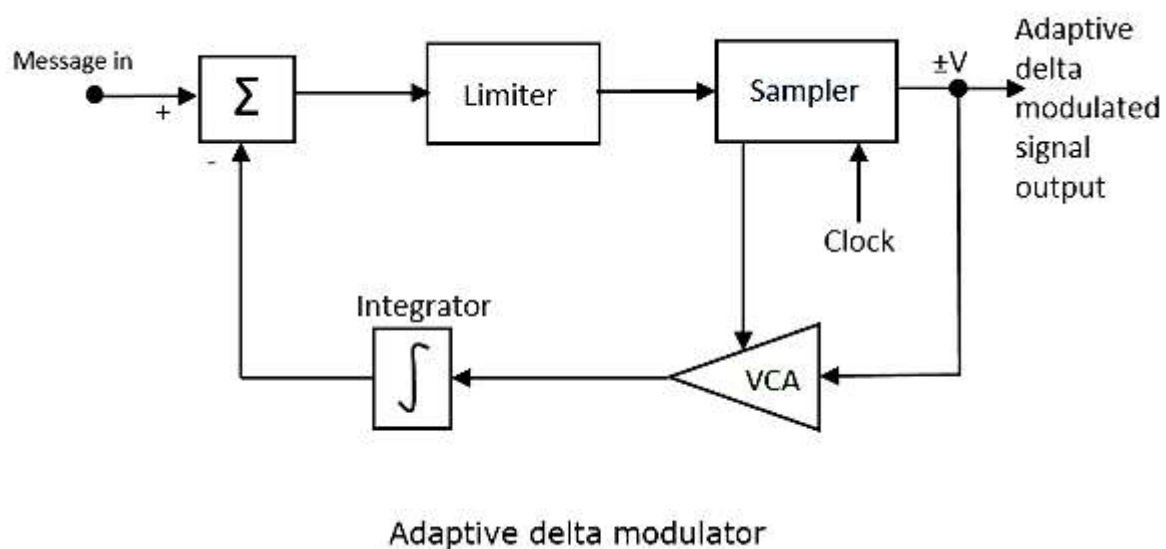 Message in
+
-
Σ
Limiter
Sampler
±V
Adaptive
delta
modulated
signal
output
Clock
Integrator
∫
VCA
Adaptive delta modulator